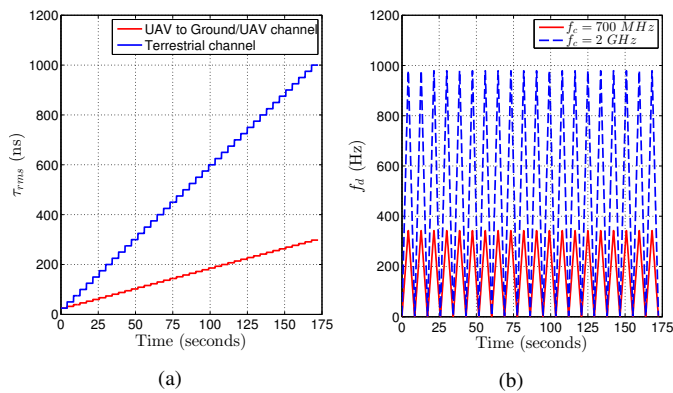 UAV to Ground/UAV channel
Terrestrial channel
1000
800
600
400
200
0
τrms (ns)
0 25 50 75 100 125 150 175
Time (seconds)
(a)
fc = 700 MHz
fc = 2 GHz
1200
1000
800
600
400
200
0
fd (Hz)
0 25 50 75 100 125 150 175
Time (seconds)
(b)